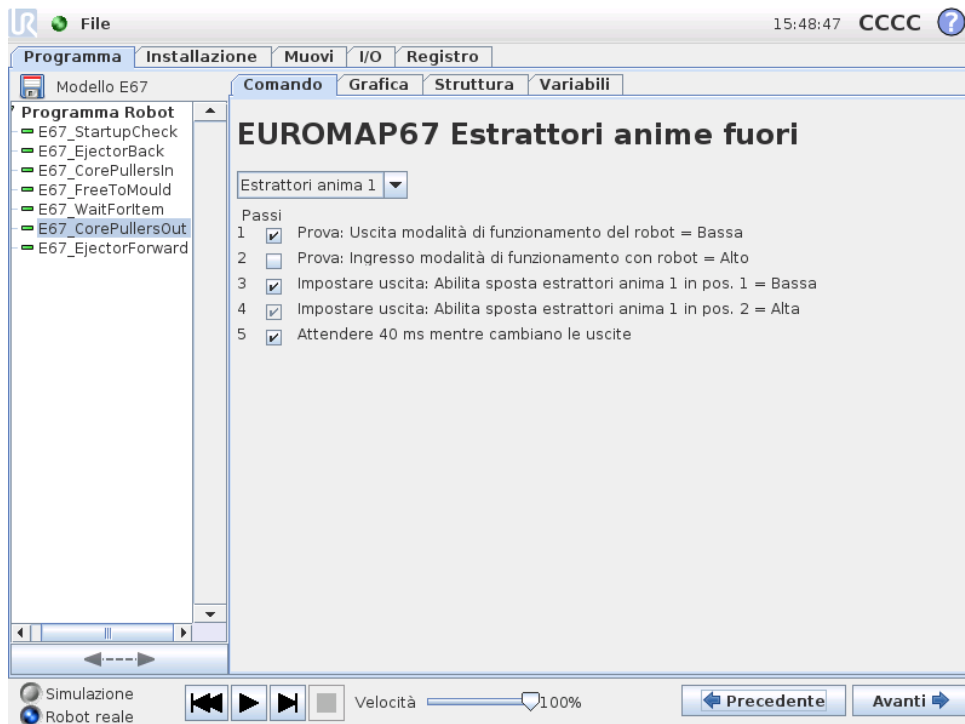 UR File 15:48:47 CCCC ?
Programma Installazione Muovi I/O Registro
Modello E67
Comando Grafica Struttura Variabili
Programma Robot
E67_StartupCheck
E67_EjectorBack
E67_CorePullersIn
E67_FreeToMould
E67_WaitForItem
E67_CorePullersOut
E67_EjectorForward
EUROMAP67 Estrattori anime fuori
Estrattori anima 1
Passi
1 Prova: Uscita modalità di funzionamento del robot = Bassa
2 Prova: Ingresso modalità di funzionamento con robot = Alto
3 Impostare uscita: Abilita sposta estrattori anima 1 in pos. 1 = Bassa
4 Impostare uscita: Abilita sposta estrattori anima 1 in pos. 2 = Alta
5 Attendere 40 ms mentre cambiano le uscite
Simulazione
Robot reale
Velocità 100%
Precedente Avanti